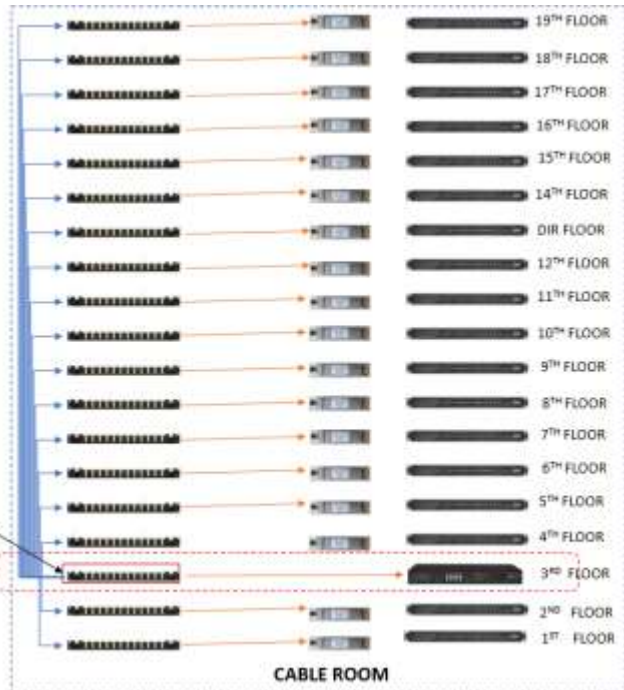 19TH FLOOR
18TH FLOOR
17TH FLOOR
16TH FLOOR
15TH FLOOR
14TH FLOOR
DIR FLOOR
12TH FLOOR
11TH FLOOR
10TH FLOOR
9TH FLOOR
8TH FLOOR
7TH FLOOR
6TH FLOOR
5TH FLOOR
4TH FLOOR
3RD FLOOR
2ND FLOOR
1ST FLOOR
CABLE ROOM